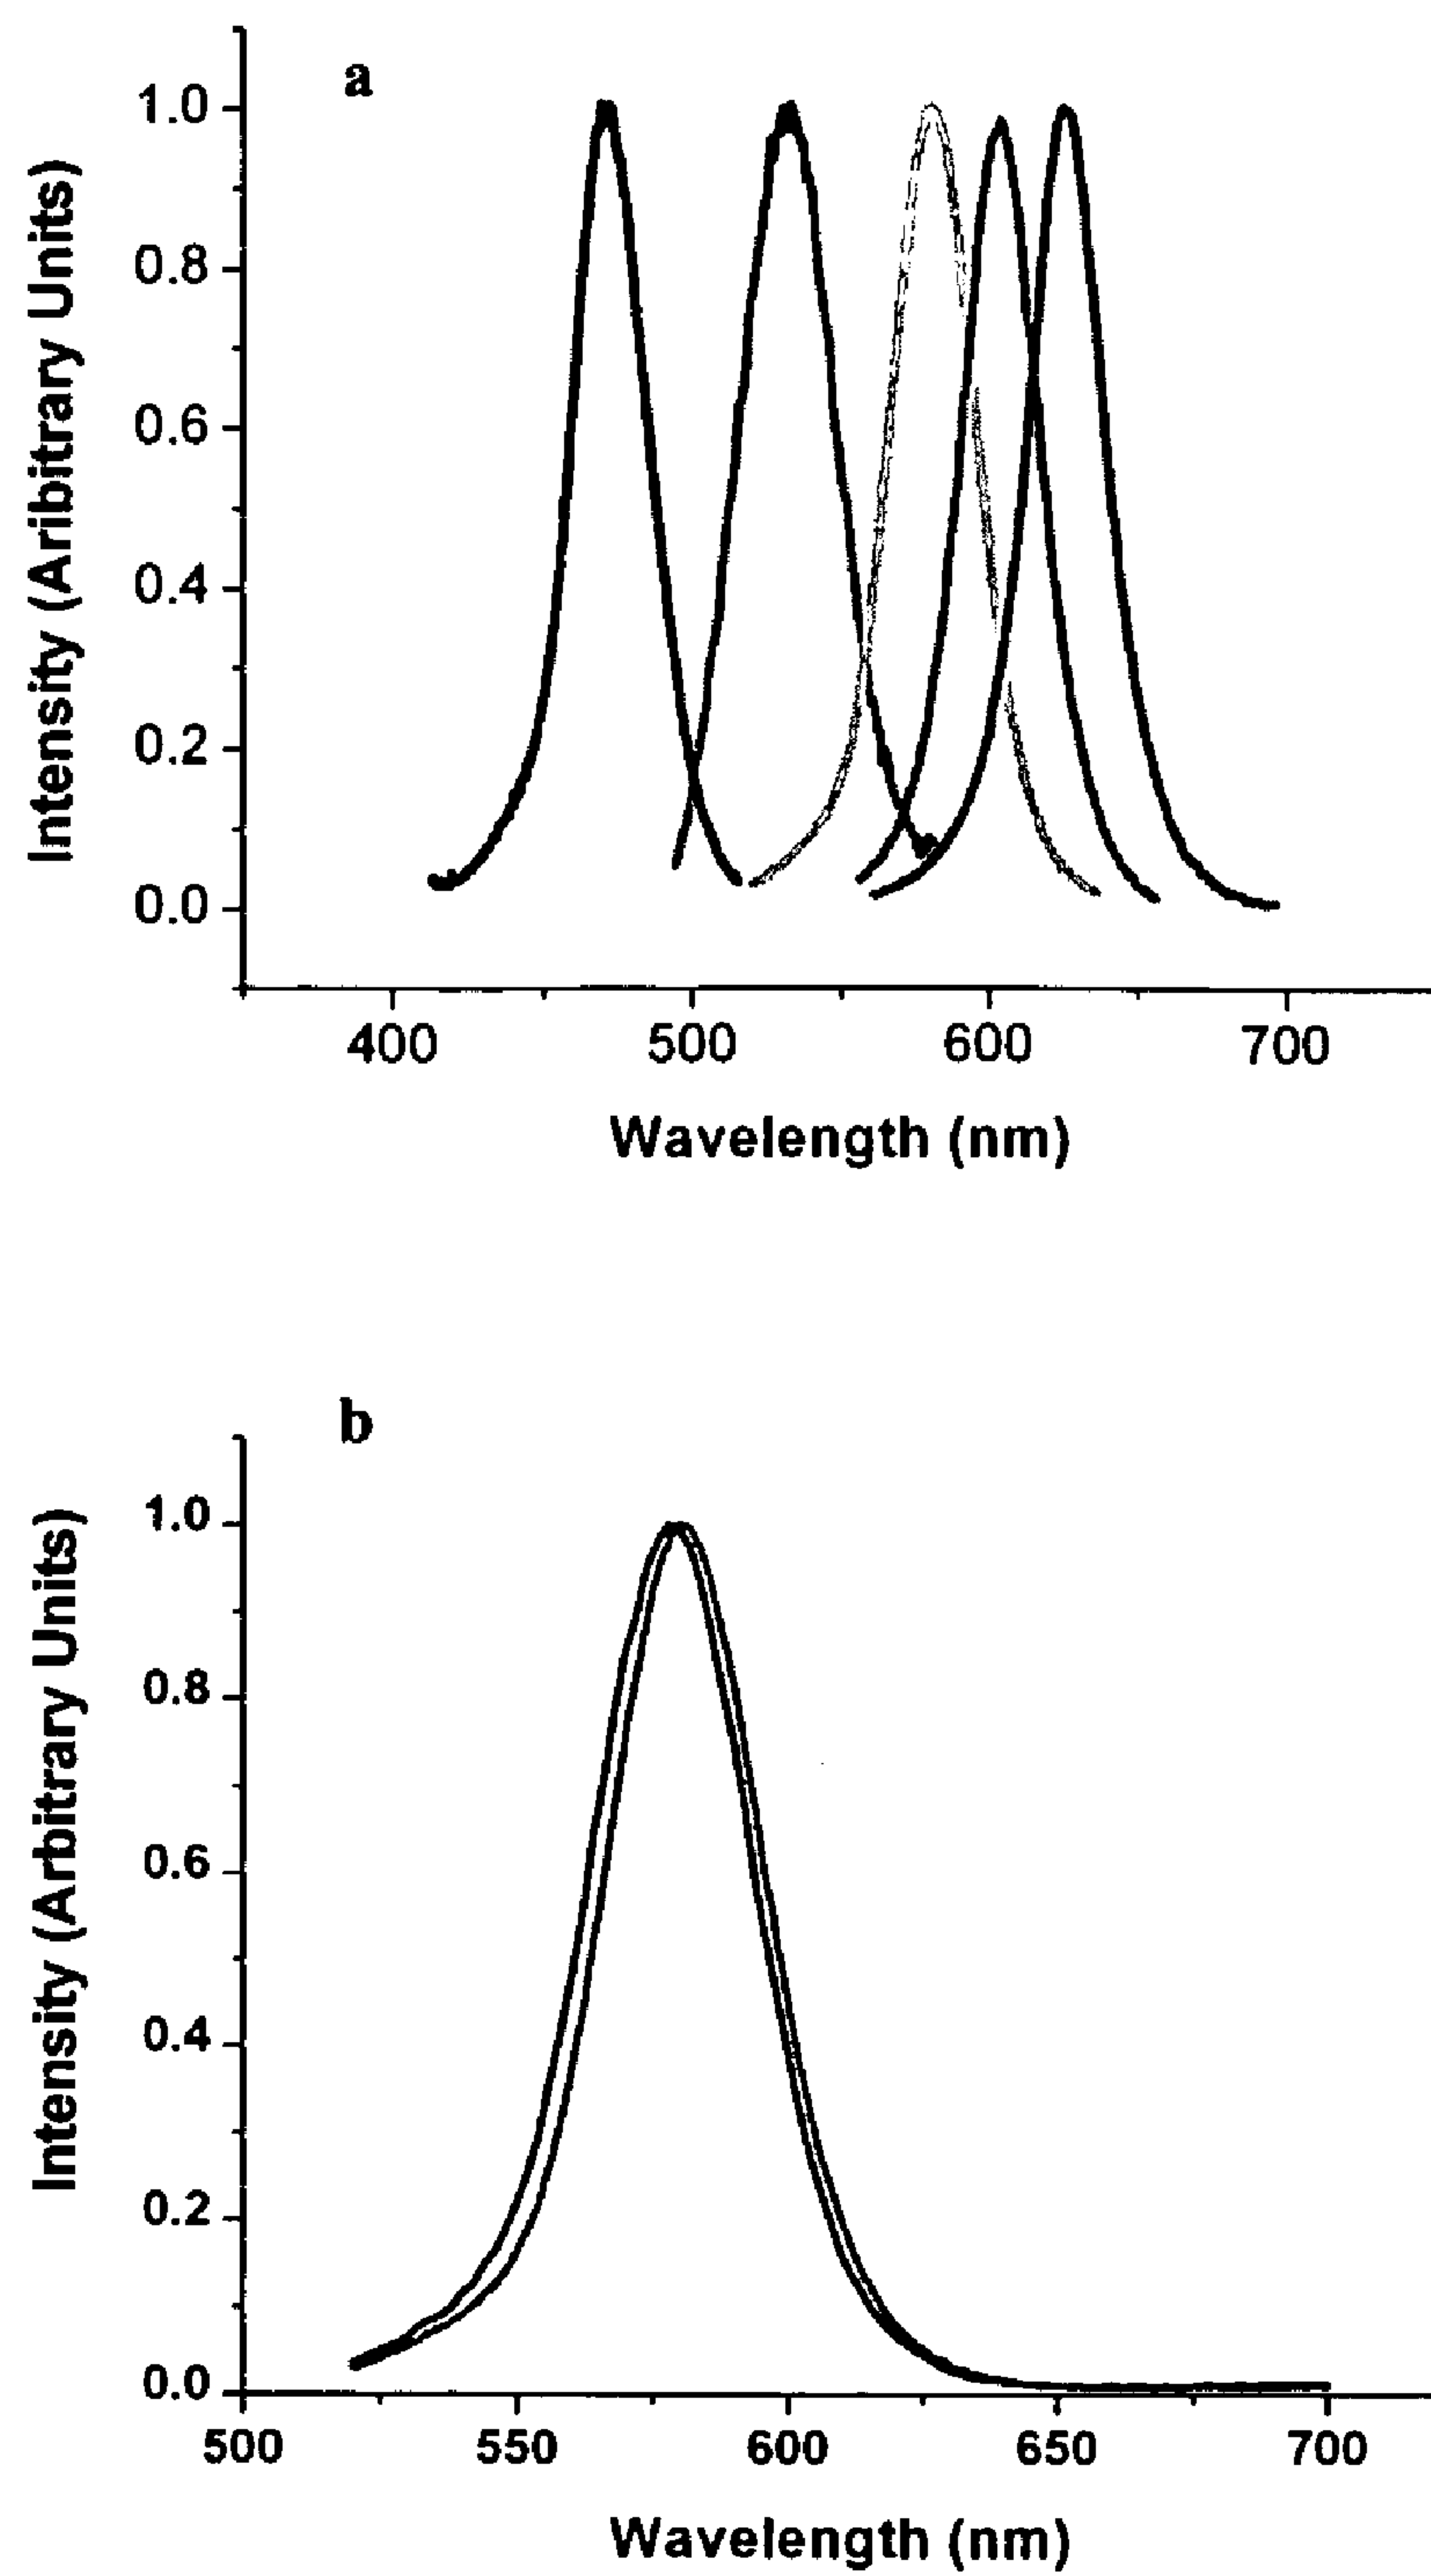 a
Intensity (Aribitrary Units)
1.0
0.8
0.6
0.4
0.2
0.0
400 500 600 700
Wavelength (nm)
b
Intensity (Arbitrary Units)
1.0
0.8
0.6
0.4
0.2
0.0
500 550 600 650 700
Wavelength (nm)